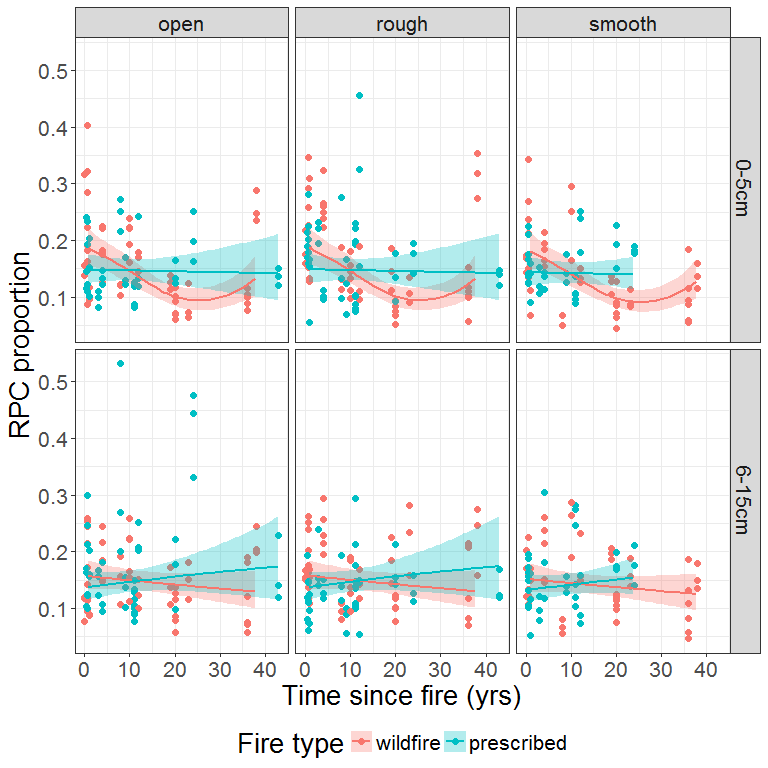 open rough smooth
0.5
0.4
0.3
0.2
0.1
0-5cm
RPC proportion
0.5
0.4
0.3
0.2
0.1
6-15cm
0 10 20 30 40 0 10 20 30 40 0 10 20 30 40
Time since fire (yrs)
Fire type wildfire prescribed